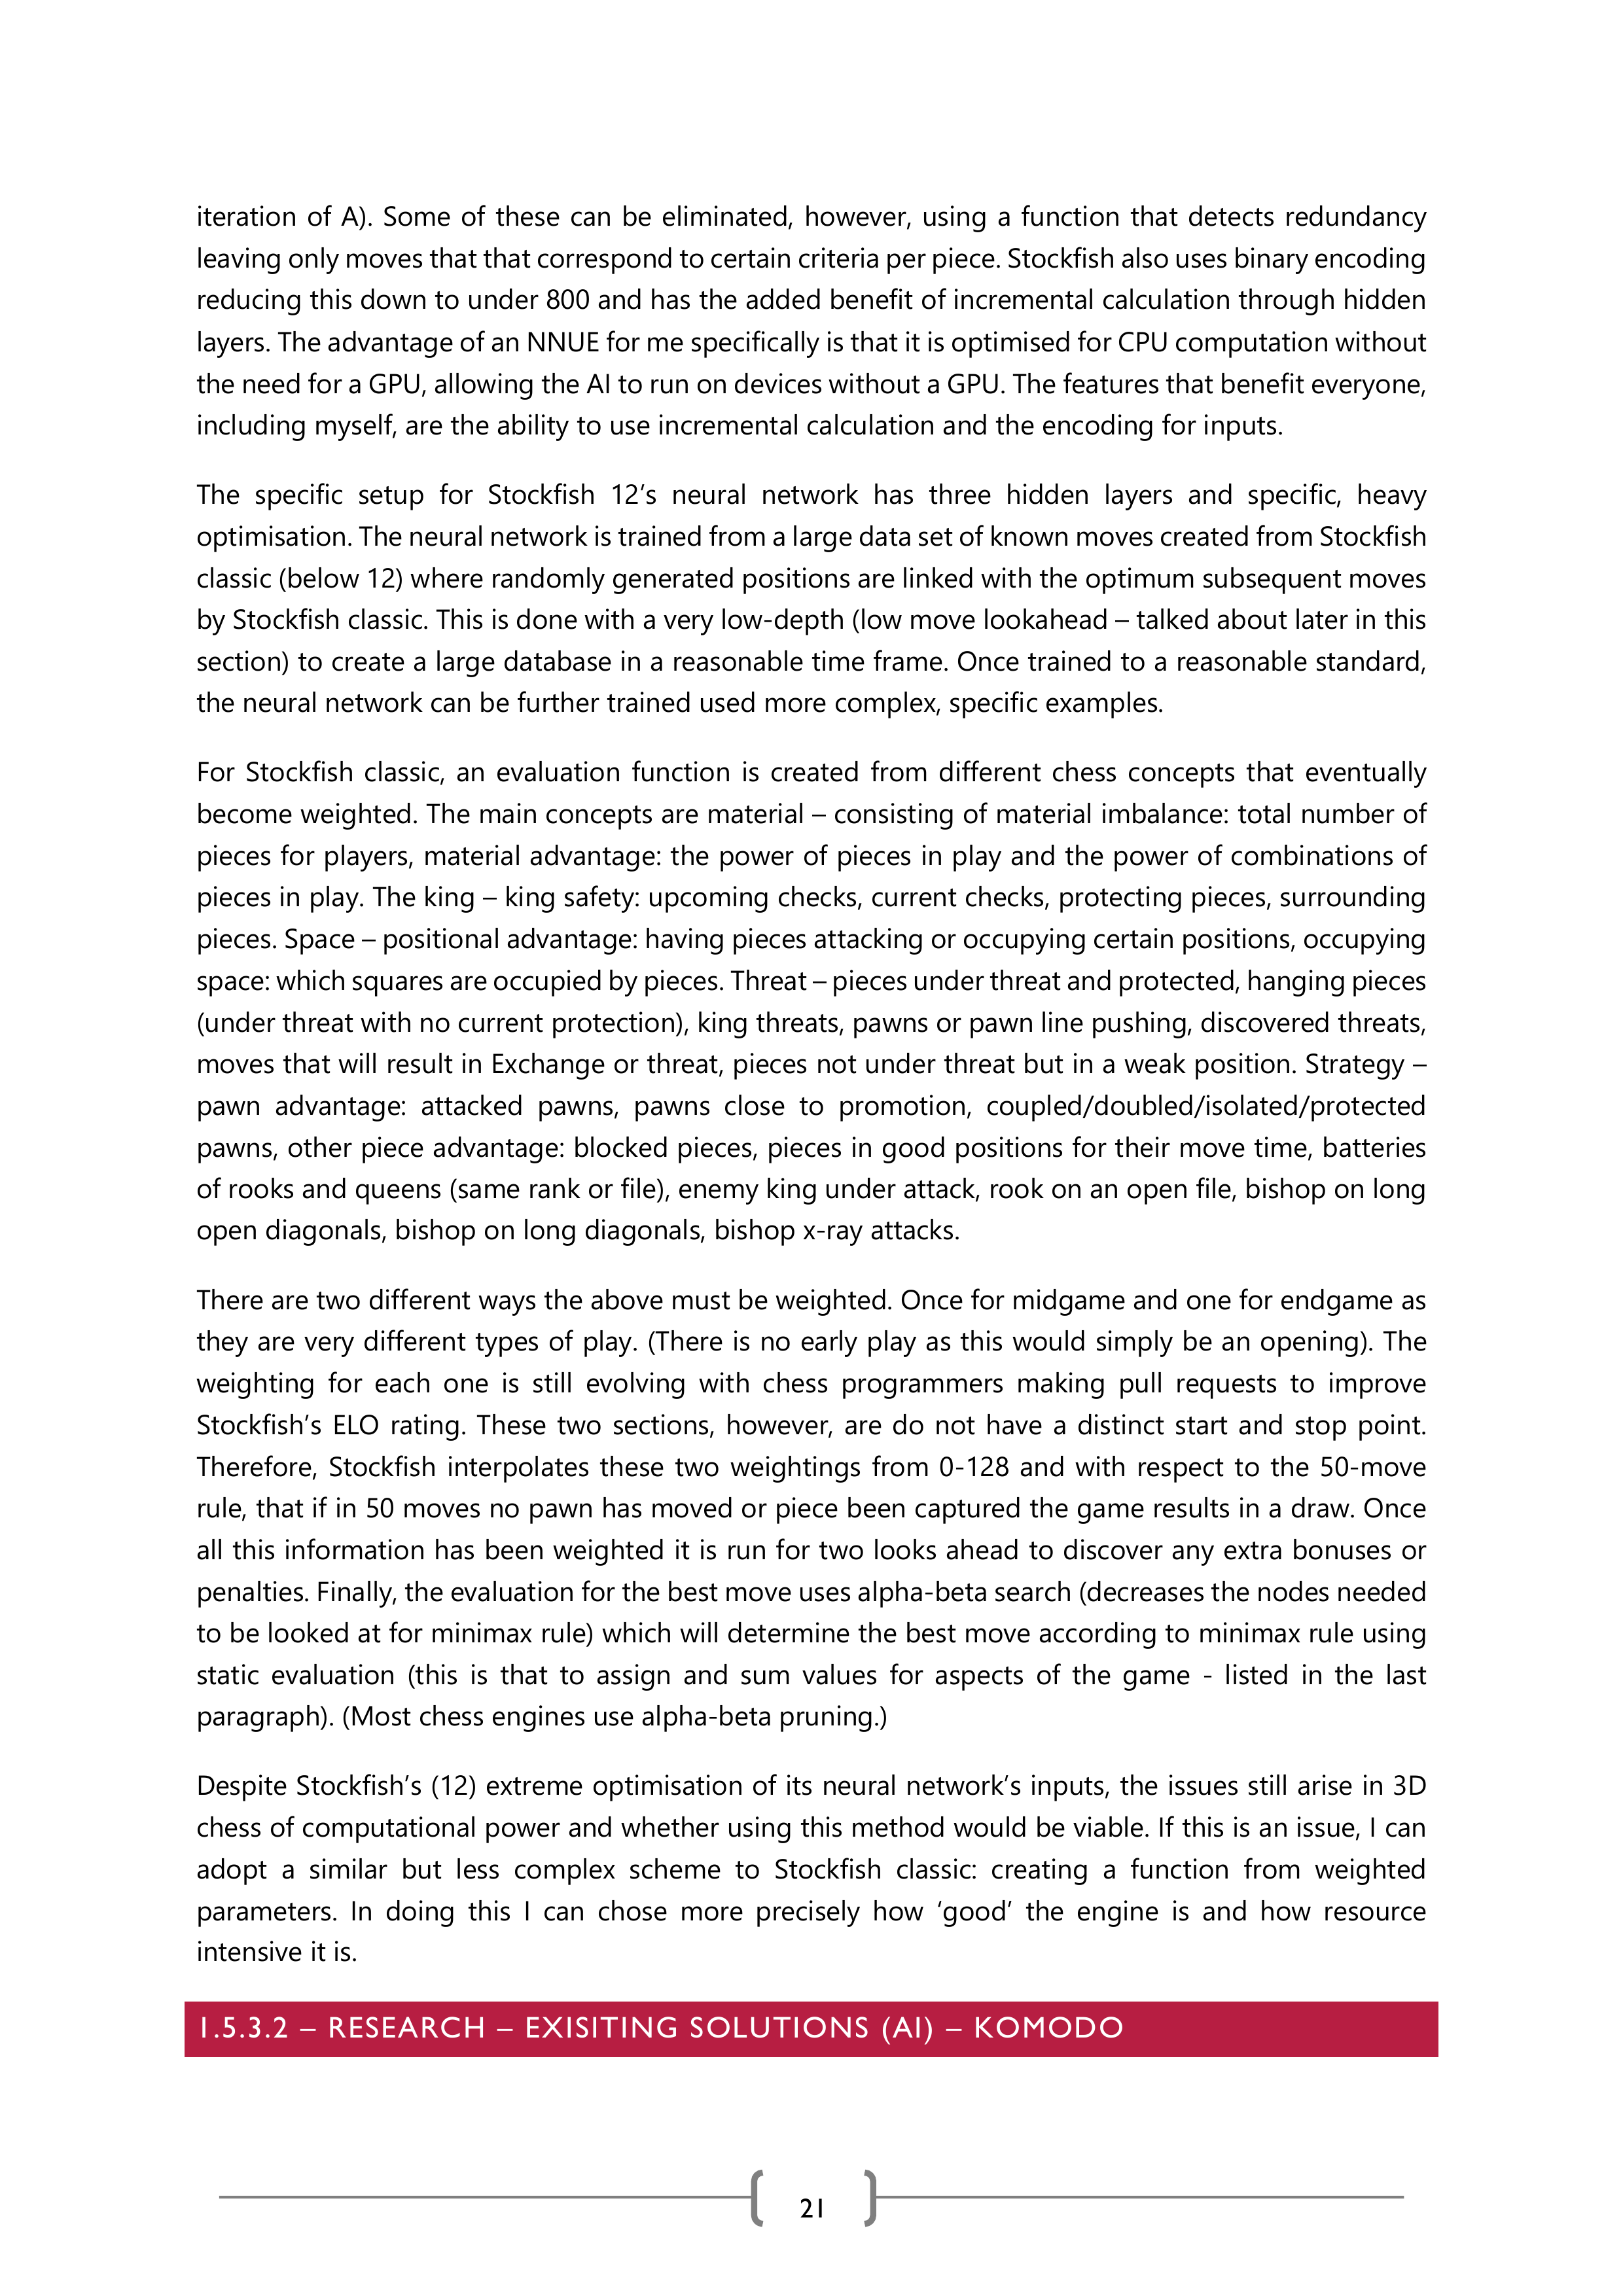 iteration of A). Some of these can be eliminated, however, using a function that detects redundancy
leaving only moves that that correspond to certain criteria per piece. Stockfish also uses binary encoding
reducing this down to under 800 and has the added benefit of incremental calculation through hidden
layers. The advantage of an NNUE for me specifically is that it is optimised for CPU computation without
the need for a GPU, allowing the AI to run on devices without a GPU. The features that benefit everyone,
including myself, are the ability to use incremental calculation and the encoding for inputs.
The specific setup for Stockfish 12’s neural network has three hidden layers and specific, heavy
optimisation. The neural network is trained from a large data set of known moves created from Stockfish
classic (below 12) where randomly generated positions are linked with the optimum subsequent moves
by Stockfish classic. This is done with a very low-depth (low move lookahead – talked about later in this
section) to create a large database in a reasonable time frame. Once trained to a reasonable standard,
the neural network can be further trained used more complex, specific examples.
For Stockfish classic, an evaluation function is created from different chess concepts that eventually
become weighted. The main concepts are material – consisting of material imbalance: total number of
pieces for players, material advantage: the power of pieces in play and the power of combinations of
pieces in play. The king – king safety: upcoming checks, current checks, protecting pieces, surrounding
pieces. Space – positional advantage: having pieces attacking or occupying certain positions, occupying
space: which squares are occupied by pieces. Threat – pieces under threat and protected, hanging pieces
(under threat with no current protection), king threats, pawns or pawn line pushing, discovered threats,
moves that will result in Exchange or threat, pieces not under threat but in a weak position. Strategy –
pawn advantage: attacked pawns, pawns close to promotion, coupled/doubled/isolated/protected
pawns, other piece advantage: blocked pieces, pieces in good positions for their move time, batteries
of rooks and queens (same rank or file), enemy king under attack, rook on an open file, bishop on long
open diagonals, bishop on long diagonals, bishop x-ray attacks.
There are two different ways the above must be weighted. Once for midgame and one for endgame as
they are very different types of play. (There is no early play as this would simply be an opening). The
weighting for each one is still evolving with chess programmers making pull requests to improve
Stockfish’s ELO rating. These two sections, however, are do not have a distinct start and stop point.
Therefore, Stockfish interpolates these two weightings from 0-128 and with respect to the 50-move
rule, that if in 50 moves no pawn has moved or piece been captured the game results in a draw. Once
all this information has been weighted it is run for two looks ahead to discover any extra bonuses or
penalties. Finally, the evaluation for the best move uses alpha-beta search (decreases the nodes needed
to be looked at for minimax rule) which will determine the best move according to minimax rule using
static evaluation (this is that to assign and sum values for aspects of the game - listed in the last
paragraph). (Most chess engines use alpha-beta pruning.)
Despite Stockfish’s (12) extreme optimisation of its neural network’s inputs, the issues still arise in 3D
chess of computational power and whether using this method would be viable. If this is an issue, I can
adopt a similar but less complex scheme to Stockfish classic: creating a function from weighted
parameters. In doing this I can chose more precisely how ‘good’ the engine is and how resource
intensive it is.
1.5.3.2 – RESEARCH – EXISITING SOLUTIONS (AI) – KOMODO
21